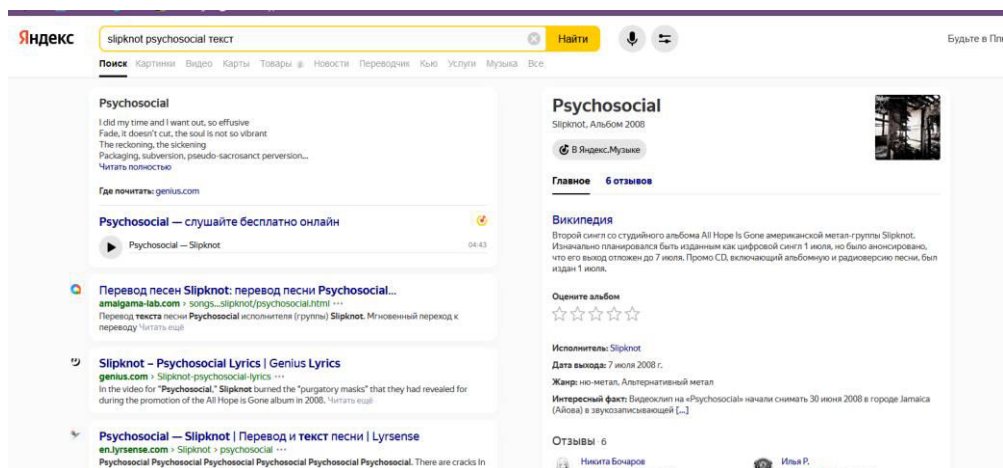 Яндекс
slipknot psychosocial текст
Найти
Будьте в Плю
Поиск Картинки Видео Карты Товары Новости Переводчик Кью Услуги Музыка Все
Psychosocial
I did my time and I want out, so effusive
Fade, it doesn't cut, the soul is not so vibrant
The reckoning, the sickening
Packaging, subversion, pseudo-sacrosanct perversion...
Читать полностью
Где почитать: genius.com
Psychosocial — слушайте бесплатно онлайн
Psychosocial — Slipknot 04:43
Перевод песен Slipknot: перевод песни Psychosocial...
amalgama-lab.com › songs...slipknot/psychosocial.html ···
Перевод текста песни Psychosocial исполнителя (группы) Slipknot. Мгновенный переход к
переводу Читать ещё
Slipknot – Psychosocial Lyrics | Genius Lyrics
genius.com › Slipknot-psychosocial-lyrics ···
In the video for "Psychosocial," Slipknot burned the "purgatory masks" that they had revealed for
during the promotion of the All Hope is Gone album in 2008. Читать ещё
Psychosocial — Slipknot | Перевод и текст песни | Lyrsense
en.lyrsense.com › Slipknot › psychosocial ···
Psychosocial Psychosocial Psychosocial Psychosocial Psychosocial Psychosocial. There are cracks In
Psychosocial
Slipknot, Альбом 2008
В Яндекс.Музыке
Главное 6 отзывов
Википедия
Второй сингл со студийного альбома All Hope Is Gone американской метал-группы Slipknot.
Изначально планировался быть изданным как цифровой сингл 1 июля, но было анонсировано,
что его выход отложен до 7 июля. Промо CD, включающий альбомную и радиоверсию песни, был
издан 1 июля.
Оцените альбом
Исполнитель: Slipknot
Дата выхода: 7 июля 2008 г.
Жанр: ню-метал, Альтернативный метал
Интересный факт: Видеоклип на «Psychosocial» начали снимать 30 июня 2008 в городе Jamaica
(Айова) в звукозаписывающей [...]
Отзывы 6
Никита Бочаров
Илья Р.